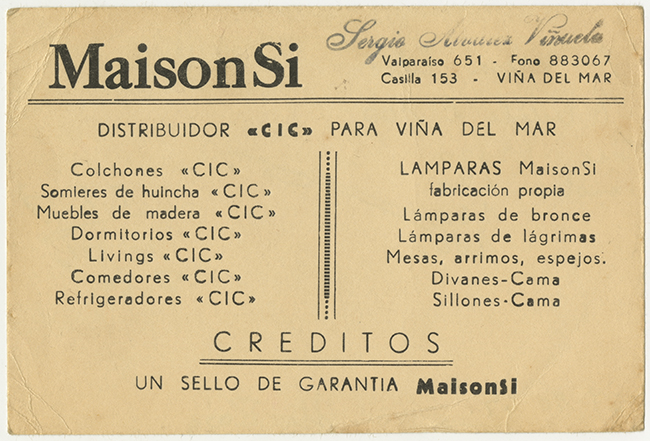 MaisonSi
Sergio Alvarez Viñuela
Valparaíso 651 - Fono 883067
Casilla 153 - VIÑA DEL MAR
DISTRIBUIDOR «CIC» PARA VIÑA DEL MAR
Colchones «CIC»
Somieres de huincha «CIC»
Muebles de madera «CIC»
Dormitorios «CIC»
Livings «CIC»
Comedores «CIC»
Refrigeradores «CIC»
LAMPARAS MaisonSi
fabricación propia
Lámparas de bronce
Lámparas de lágrimas
Mesas, arrimos, espejos.
Divanes-Cama
Sillones-Cama
CREDITOS
UN SELLO DE GARANTIA MaisonSi